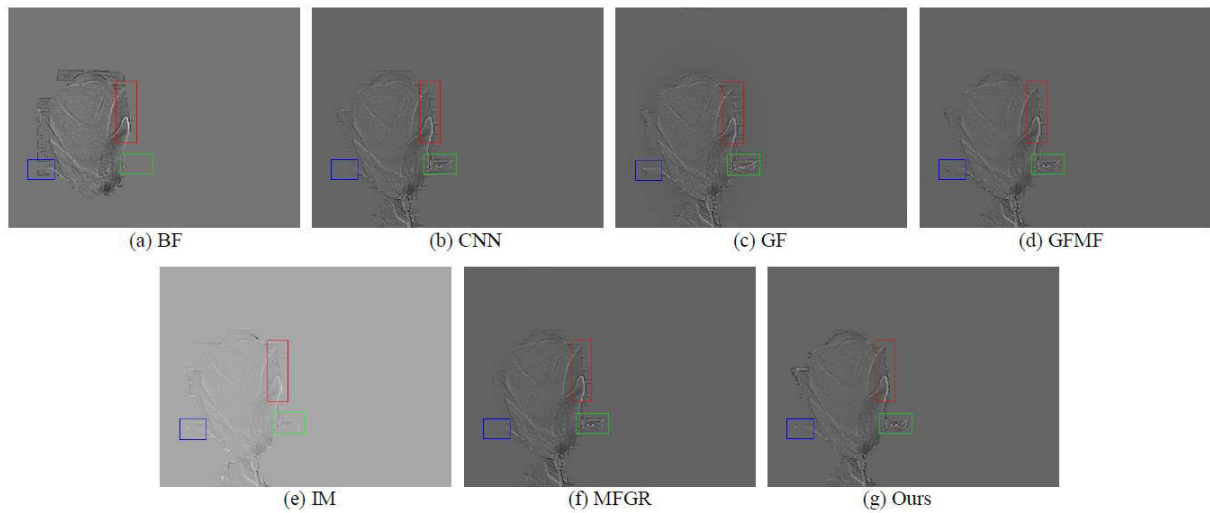 (a) BF
(b) CNN
(c) GF
(d) GFMF
(e) IM
(f) MFGR
(g) Ours